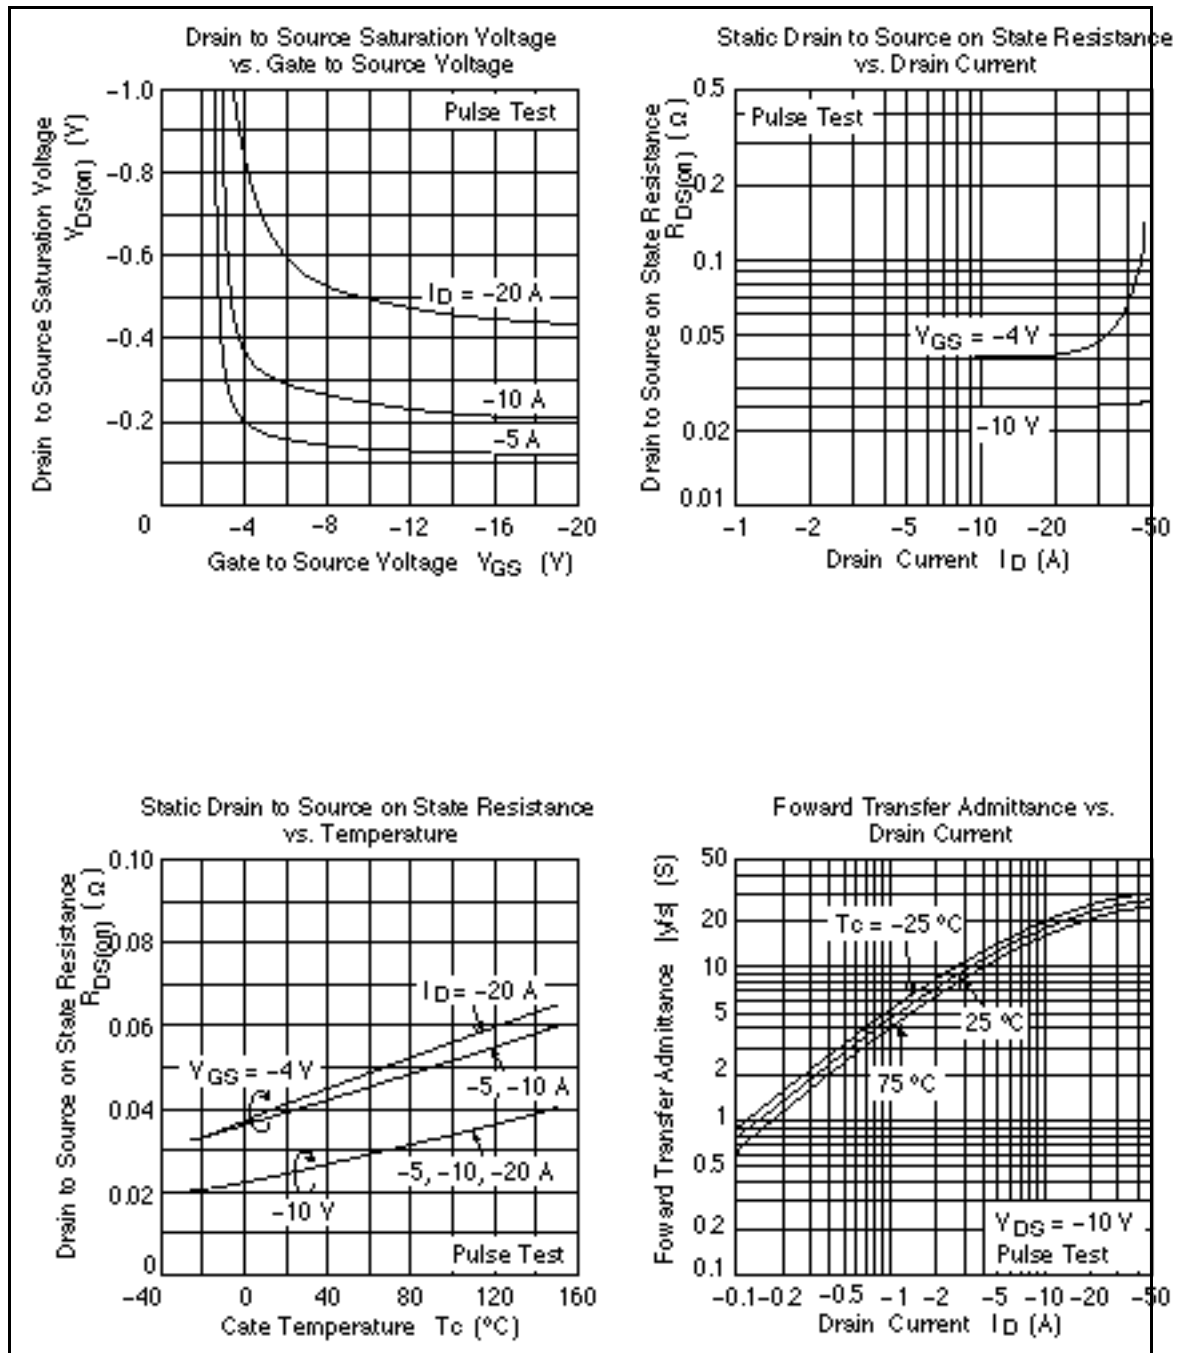 Drain to Source Saturation Voltage
vs. Gate to Source Voltage
Drain to Source Saturation Voltage
VDS(on) (V)
−1.0
−0.8
−0.6
−0.4
−0.2
0
Pulse Test
ID = −20 A
−10 A
−5 A
−4
−8
−12
−16
−20
Gate to Source Voltage VGS (V)
Static Drain to Source on State Resistance
vs. Drain Current
Drain to Source on State Resistance
RDS(on) (Ω)
0.5
0.2
0.1
0.05
0.02
0.01
Pulse Test
VGS = −4 V
−10 V
−1
−2
−5
−10
−20
−50
Drain Current ID (A)
Static Drain to Source on State Resistance
vs. Temperature
Drain to Source on State Resistance
RDS(on) (Ω)
0.10
0.08
0.06
0.04
0.02
0
ID = −20 A
VGS = −4 V
−5, −10 A
−5, −10, −20 A
−10 V
Pulse Test
−40
0
40
80
120
160
Cate Temperature Tc (°C)
Foward Transfer Admittance vs.
Drain Current
Foward Transfer Admittance |yfs| (S)
50
20
10
5
2
1
0.5
0.2
0.1
Tc = −25 °C
25 °C
75 °C
VDS = −10 V
Pulse Test
−0.1
−0.2
−0.5
−1
−2
−5
−10
−20
−50
Drain Current ID (A)